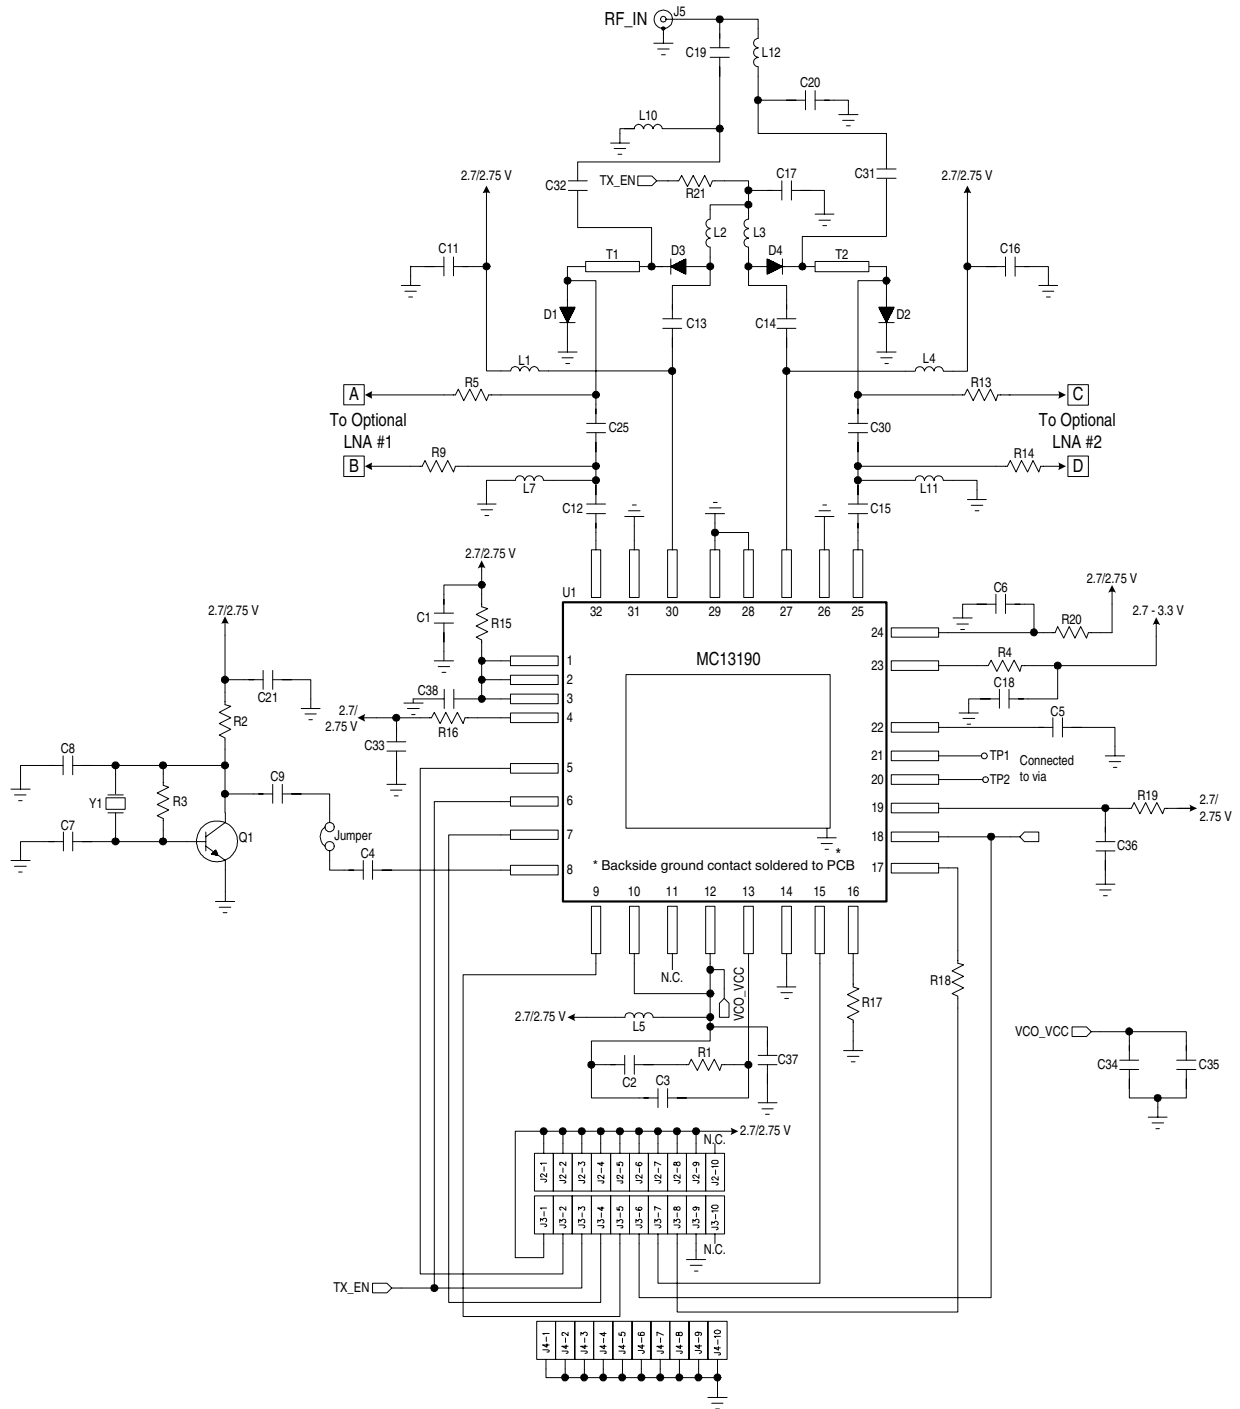 RF_IN
J5
C19
L12
C20
L10
C32
TX_EN
R21
C17
C31
2.7/2.75 V
2.7/2.75 V
L2
L3
C11
T1
D3
D4
T2
C16
D1
C13
C14
D2
L1
L4
A
R5
R13
C
To Optional
LNA #1
To Optional
LNA #2
C25
C30
B
R9
R14
D
L7
L11
C12
C15
2.7/2.75 V
U1
32
31
30
29
28
27
26
25
C1
R15
2.7/2.75 V
C6
2.7/2.75 V
2.7 - 3.3 V
24
R20
MC13190
1
2
3
4
23
R4
C38
C18
C21
R2
2.7/
2.75 V
R16
C33
22
C5
21
TP1
Connected
to via
20
TP2
5
6
7
8
C8
Y1
R3
C9
C7
Q1
Jumper
C4
19
R19
2.7/
2.75 V
18
C36
17
*
* Backside ground contact soldered to PCB
9
10
11
12
13
14
15
16
N.C.
VCO_VCC
R17
R18
2.7/2.75 V
L5
VCO_VCC
C2
R1
C37
C3
C34
C35
2.7/2.75 V
N.C.
J2-1
J2-2
J2-3
J2-4
J2-5
J2-6
J2-7
J2-8
J2-9
J2-10
J3-1
J3-2
J3-3
J3-4
J3-5
J3-6
J3-7
J3-8
J3-9
J3-10
N.C.
TX_EN
J4-1
J4-2
J4-3
J4-4
J4-5
J4-6
J4-7
J4-8
J4-9
J4-10